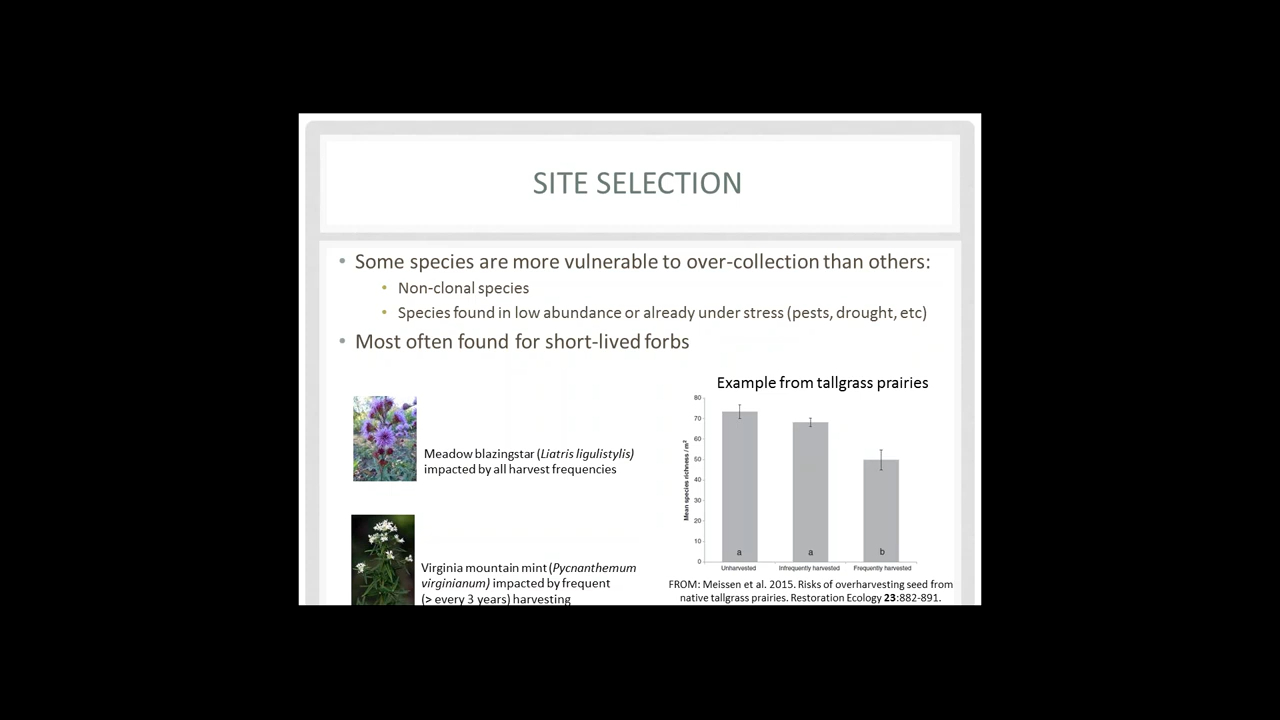 SITE SELECTION
• Some species are more vulnerable to over-collection than others:
• Non-clonal species
• Species found in low abundance or already under stress (pests, drought, etc)
• Most often found for short-lived forbs
Meadow blazingstar (Liatris ligulistylis)
impacted by all harvest frequencies
Virginia mountain mint (Pycnanthemum
virginianum) impacted by frequent
(> every 3 years) harvesting
Example from tallgrass prairies
Mean species richness / m²
80
70
60
50
40
30
20
10
0
a a b
Unharvested Infrequently harvested Frequently harvested
FROM: Meissen et al. 2015. Risks of overharvesting seed from
native tallgrass prairies. Restoration Ecology 23:882-891.